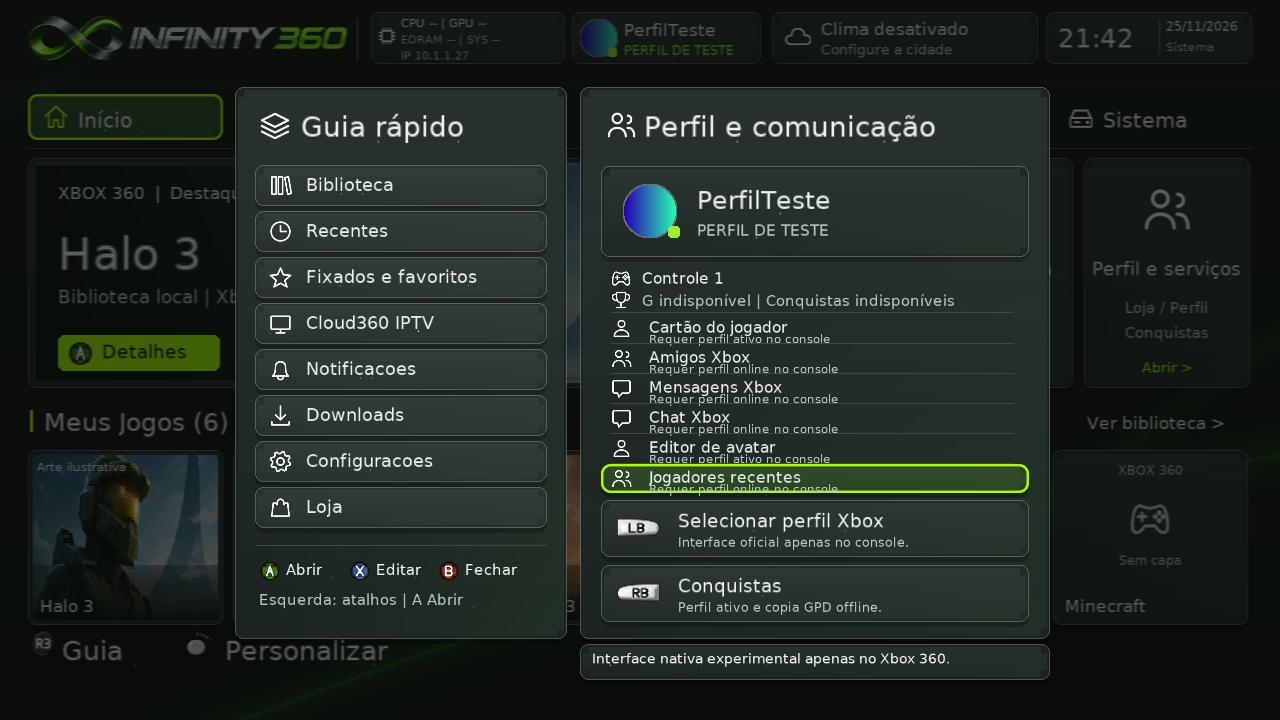 INFINITY 360
CPU -- | GPU --
EDRAM -- | SYS --
IP 10.1.1.27
PerfilTeste
PERFIL DE TESTE
Clima desativado
Configure a cidade
21:42
25/11/2026
Sistema
Início
Sistema
Guia rápido
Biblioteca
Recentes
Fixados e favoritos
Cloud360 IPTV
Notificacoes
Downloads
Configuracoes
Loja
A Abrir
X Editar
B Fechar
Esquerda: atalhos | A Abrir
Perfil e comunicação
PerfilTeste
PERFIL DE TESTE
Controle 1
G indisponível | Conquistas indisponíveis
Cartão do jogador
Requer perfil ativo no console
Amigos Xbox
Requer perfil online no console
Mensagens Xbox
Requer perfil online no console
Chat Xbox
Requer perfil online no console
Editor de avatar
Requer perfil ativo no console
Jogadores recentes
Requer perfil online no console
LB
Selecionar perfil Xbox
Interface oficial apenas no console.
RB
Conquistas
Perfil ativo e copia GPD offline.
Interface nativa experimental apenas no Xbox 360.
XBOX 360 | Destaqu
Halo 3
Biblioteca local | Xb
A Detalhes
Perfil e serviços
Loja / Perfil
Conquistas
Abrir >
Meus Jogos (6)
Ver biblioteca >
Arte ilustrativa
Halo 3
3
XBOX 360
Sem capa
Minecraft
R3 Guia
Personalizar